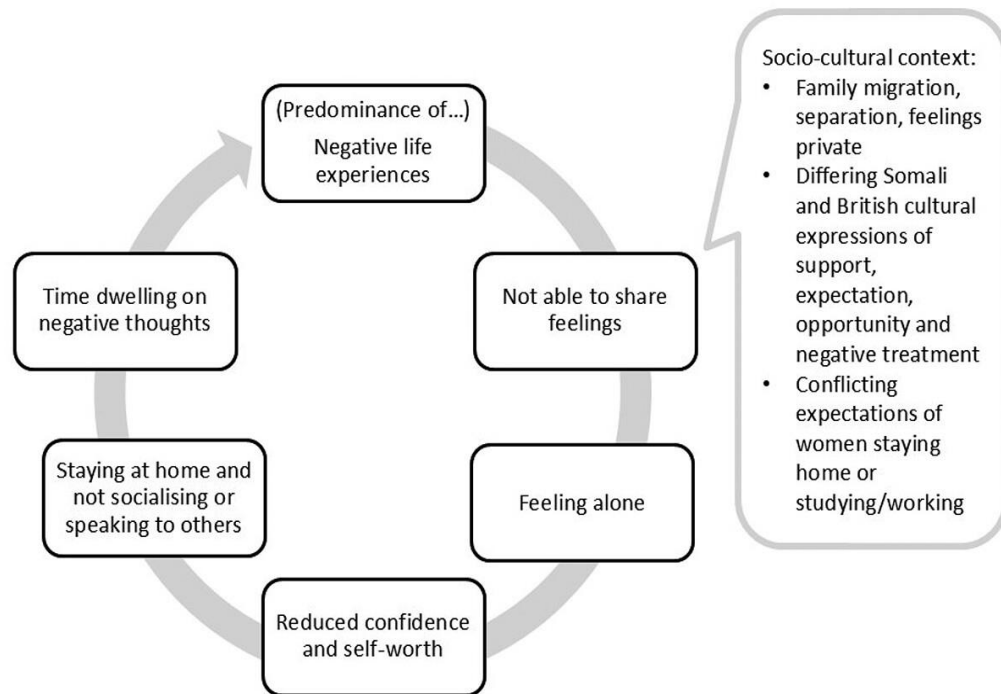 (Predominance of...)
Negative life
experiences
Not able to share
feelings
Feeling alone
Reduced confidence
and self-worth
Staying at home and
not socialising or
speaking to others
Time dwelling on
negative thoughts
Socio-cultural context:
• Family migration,
separation, feelings
private
• Differing Somali
and British cultural
expressions of
support,
expectation,
opportunity and
negative treatment
• Conflicting
expectations of
women staying
home or
studying/working